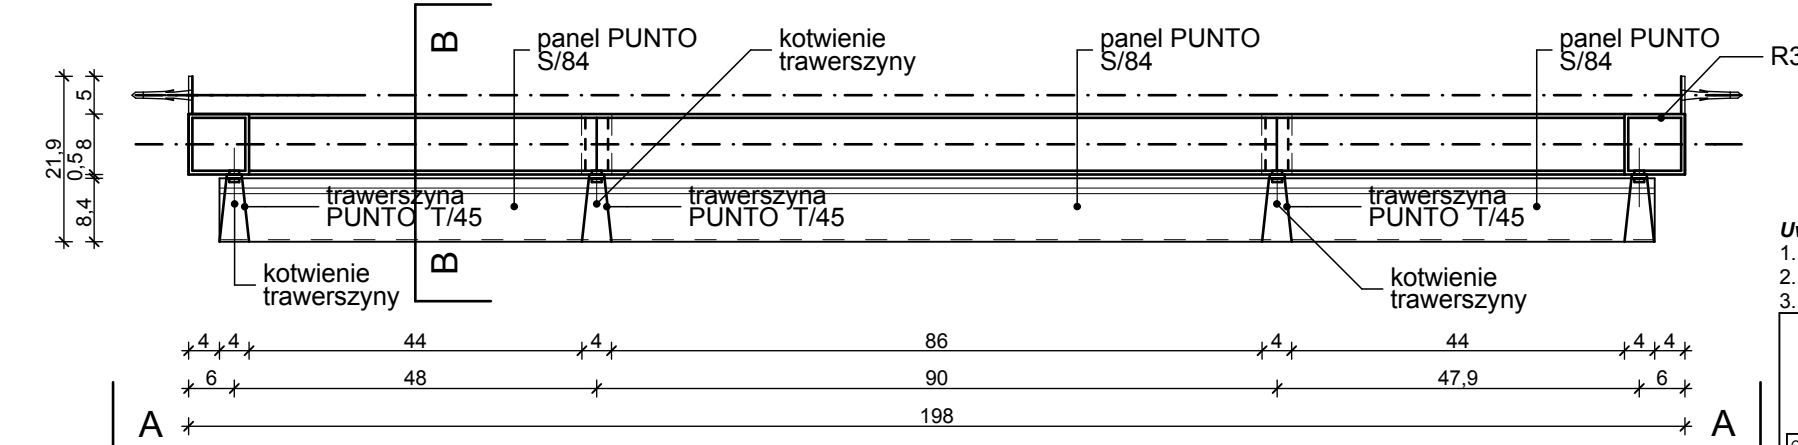 B
panel PUNTO
S/84
kotwienie
trawerszyny
panel PUNTO
S/84
panel PUNTO
S/84
R3
5
8
0,5
8,4
21,9
trawerszyna
PUNTO T/45
trawerszyna
PUNTO T/45
trawerszyna
PUNTO T/45
B
kotwienie
trawerszyny
kotwienie
trawerszyny
1.
2.
3.
4 4 44 4 86 4 44 4 4
6 48 90 47,9 6
198
A A